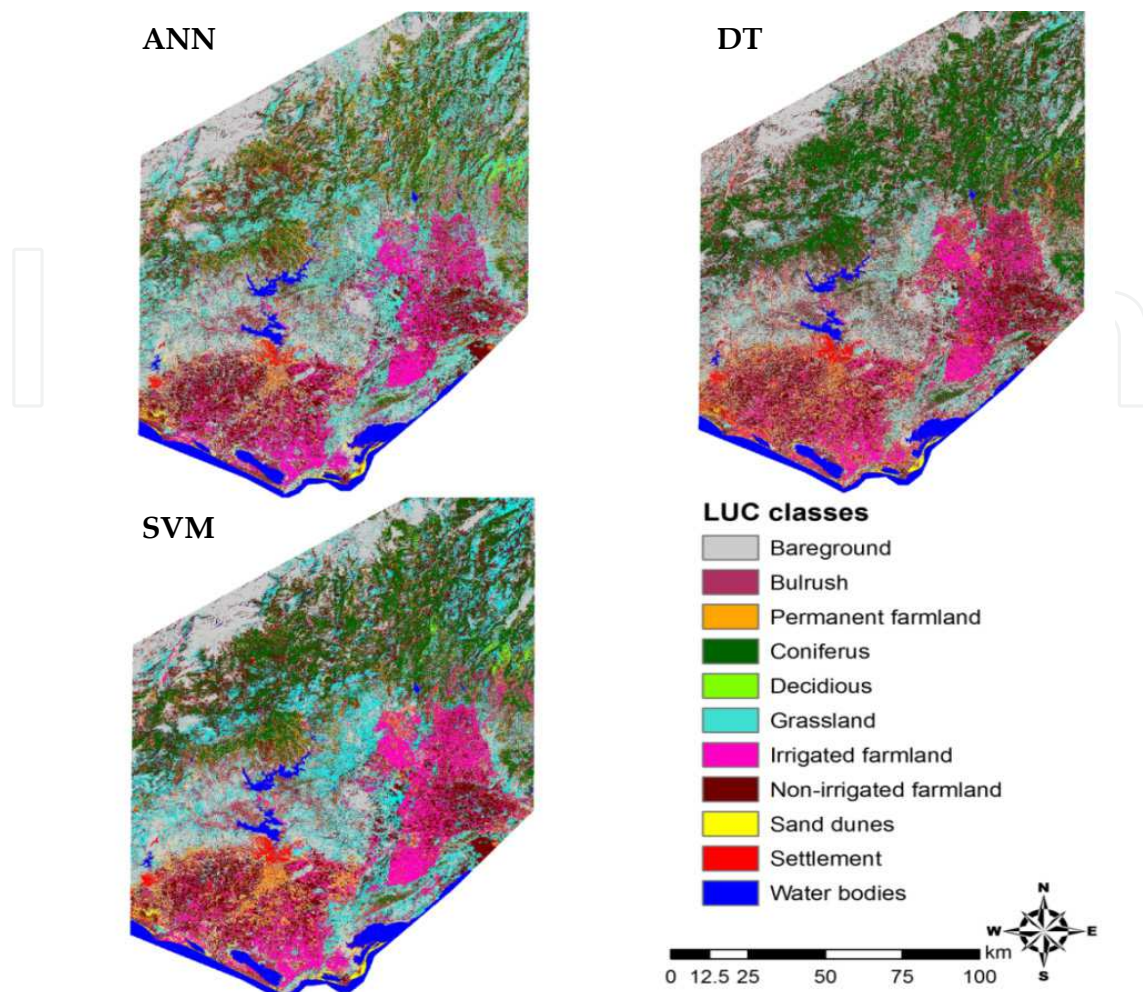 ANN
DT
SVM
LUC classes
Bareground
Bulrush
Permanent farmland
Coniferus
Decidious
Grassland
Irrigated farmland
Non-irrigated farmland
Sand dunes
Settlement
Water bodies
N
W E
S
km
0 12.5 25 50 75 100